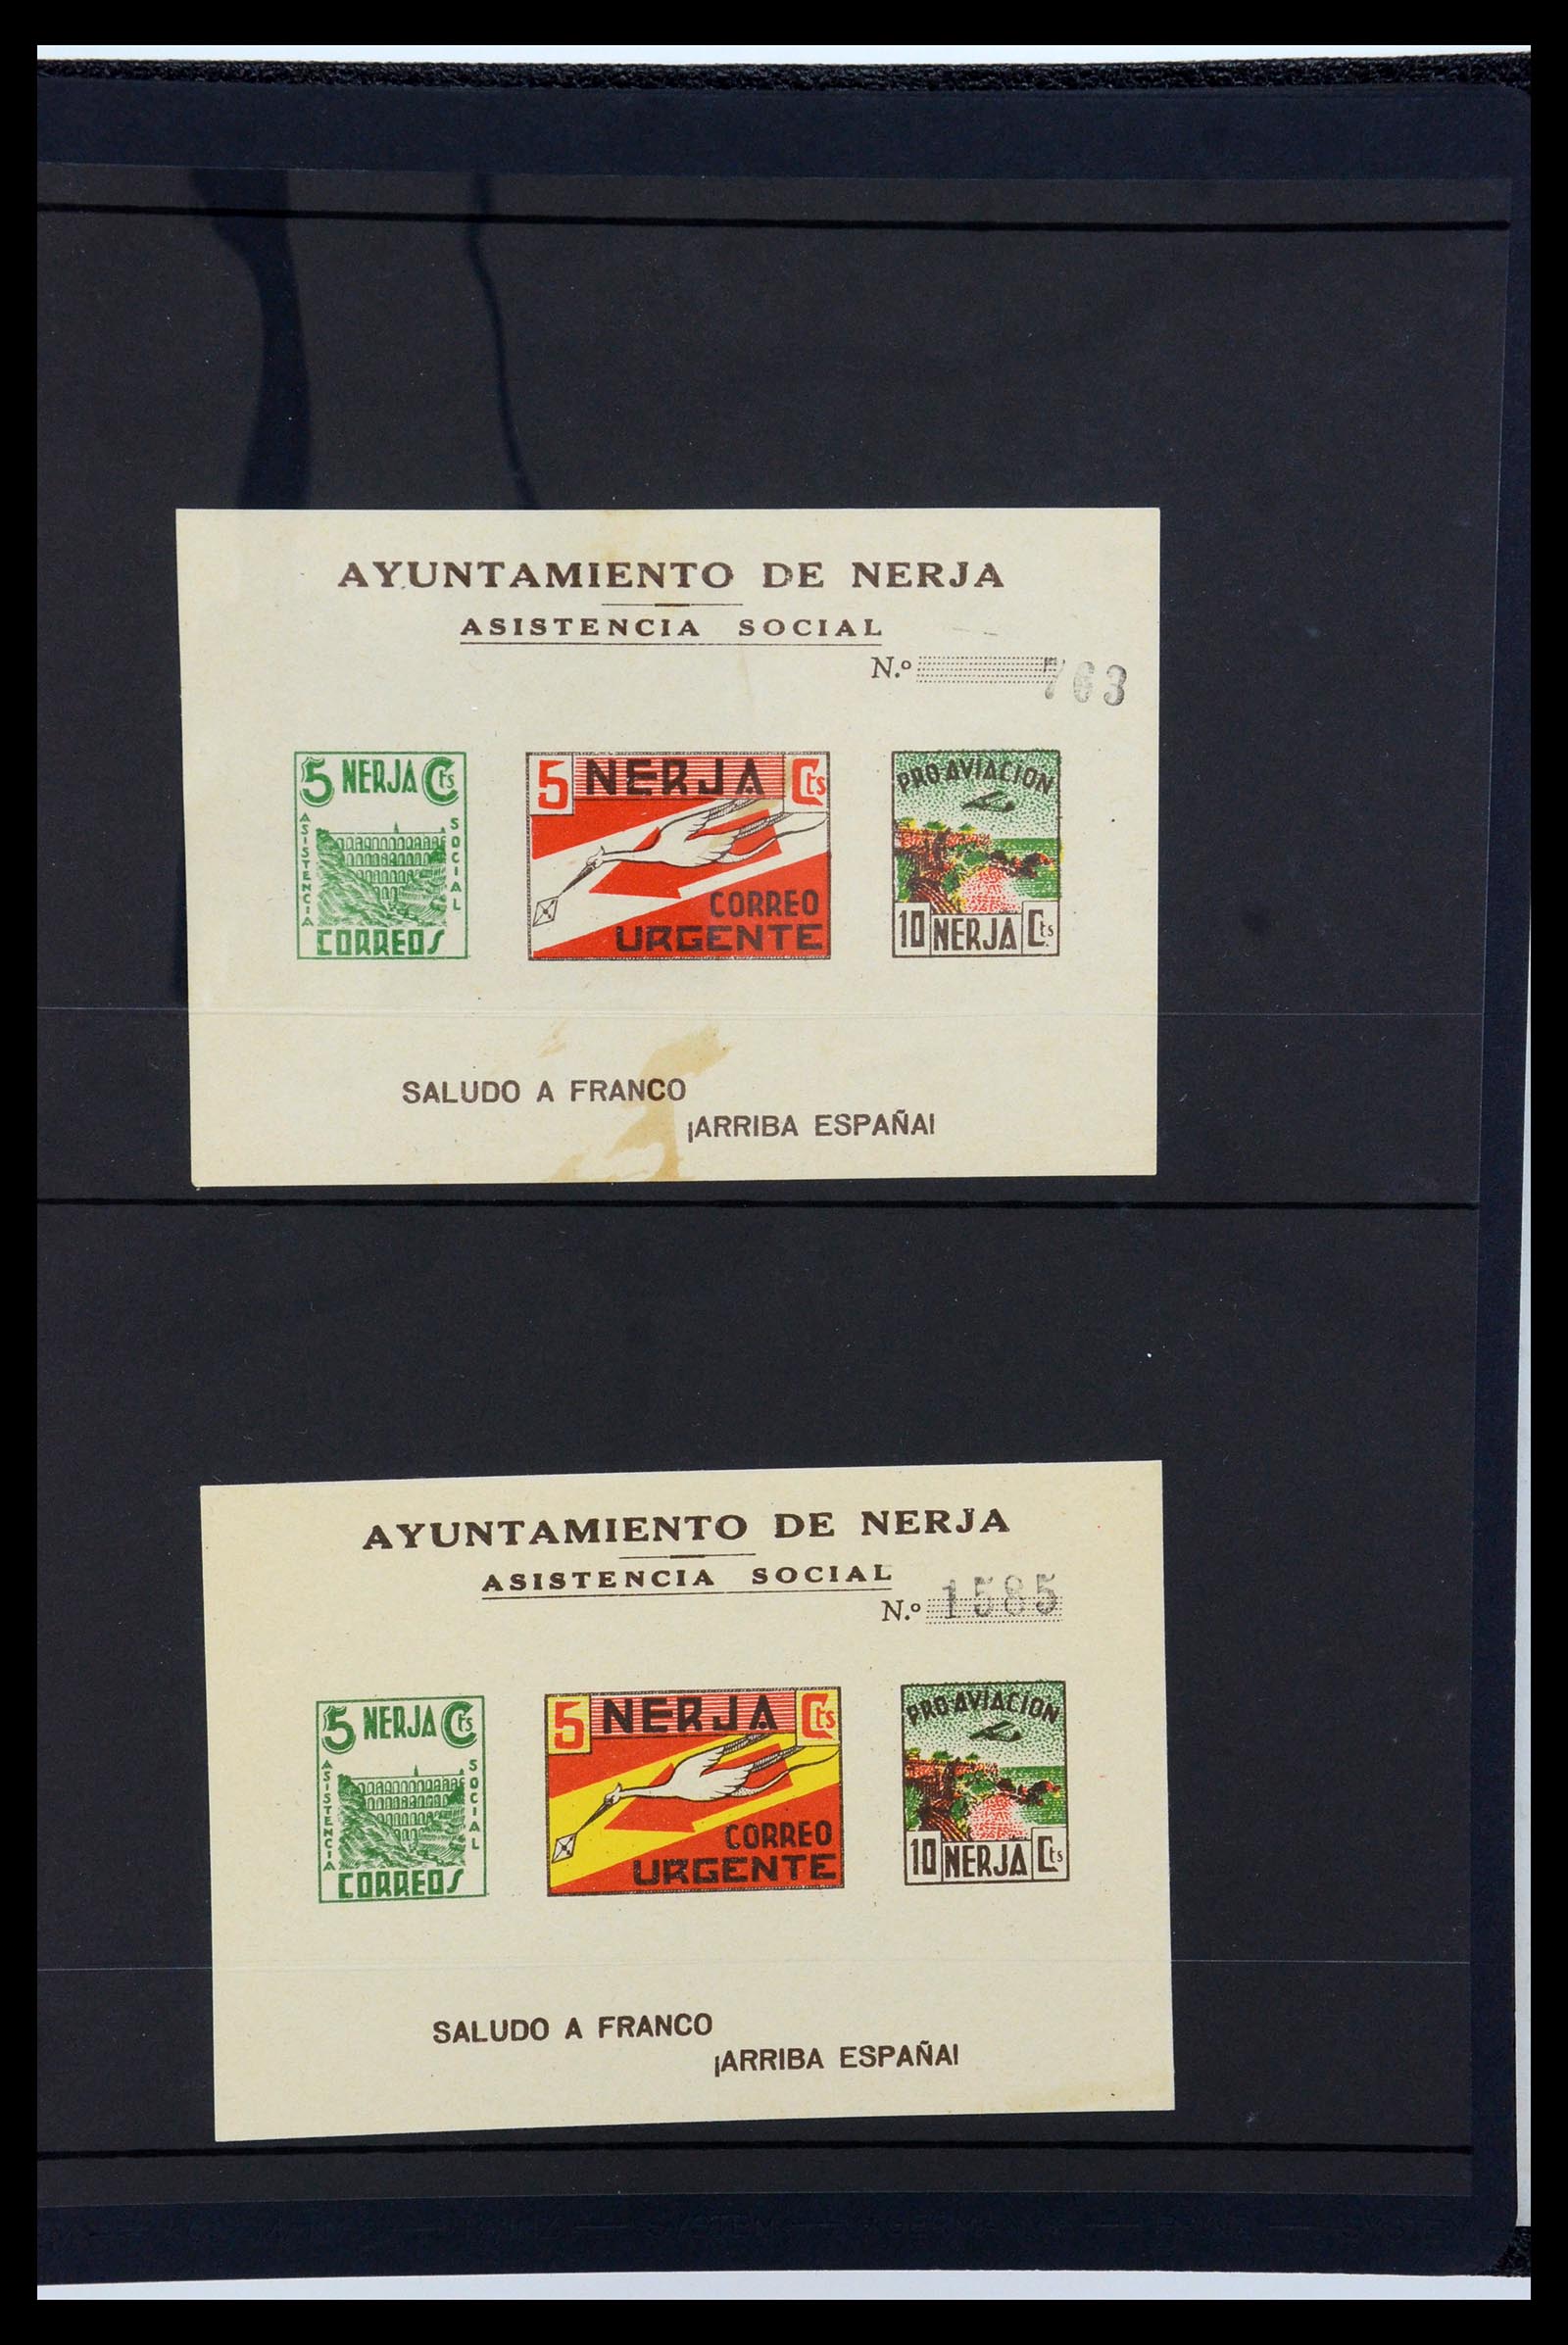 AYUNTAMIENTO DE NERJA
ASISTENCIA SOCIAL
N.º 763
5 NERJA Cts
ASISTENCIA
SOCIAL
CORREOS
5 NERJA Cts
CORREO
URGENTE
PRO AVIACION
10 NERJA Cts
SALUDO A FRANCO
¡ARRIBA ESPAÑA!
AYUNTAMIENTO DE NERJA
ASISTENCIA SOCIAL
N.º 1585
5 NERJA Cts
ASISTENCIA
SOCIAL
CORREOS
5 NERJA Cts
CORREO
URGENTE
PRO AVIACION
10 NERJA Cts
SALUDO A FRANCO
¡ARRIBA ESPAÑA!